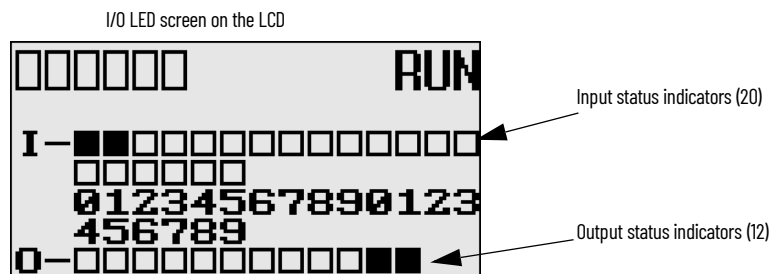 I/O LED screen on the LCD
□□□□□□ RUN
Input status indicators (20)
I-■■□□□□□□□□□□□□
□□□□□□
01234567890123
456789
O-□□□□□□□□□□■■
Output status indicators (12)